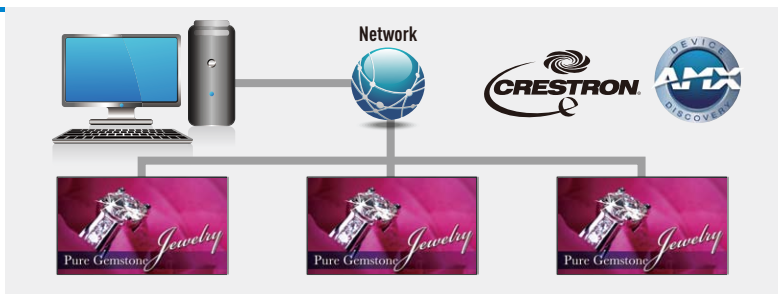 Network
CRESTRON®
e
DEVICE
AMX
DISCOVERY
Pure Gemstone Jewelry
Pure Gemstone Jewelry
Pure Gemstone Jewelry